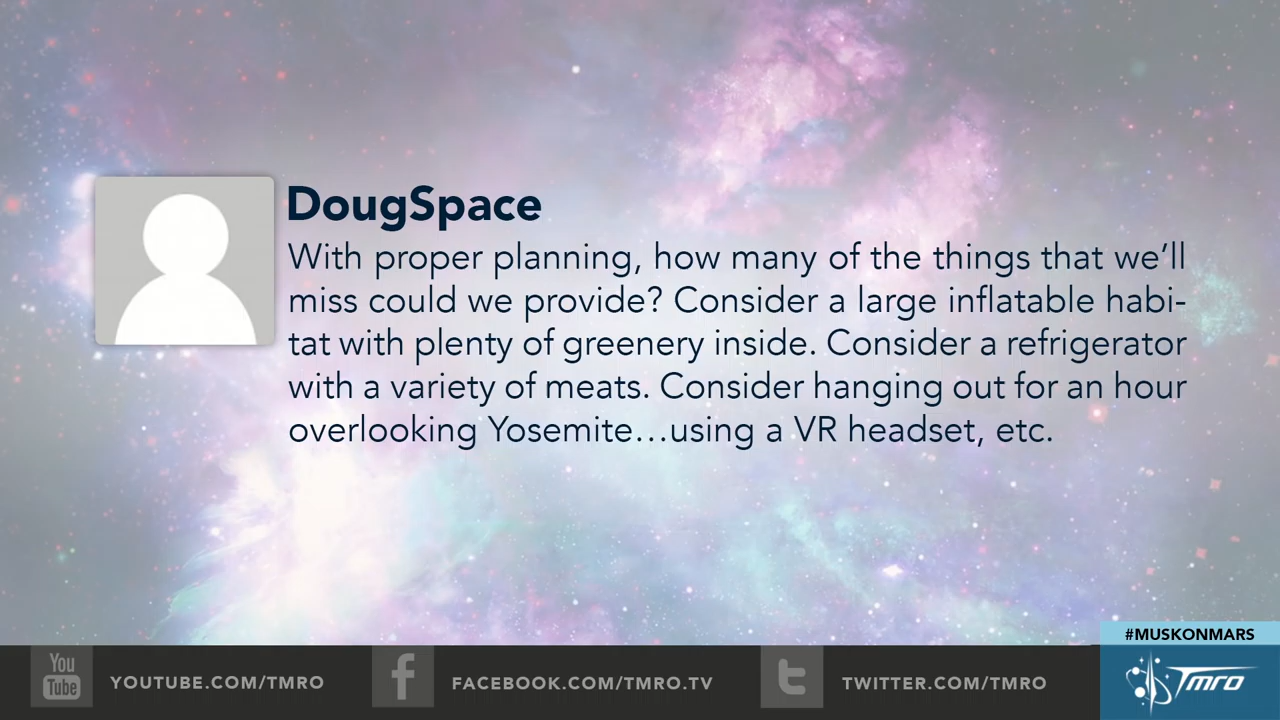 DougSpace
With proper planning, how many of the things that we’ll
miss could we provide? Consider a large inflatable habi-
tat with plenty of greenery inside. Consider a refrigerator
with a variety of meats. Consider hanging out for an hour
overlooking Yosemite…using a VR headset, etc.
#MUSKONMARS
You
Tube
YOUTUBE.COM/TMRO
f
FACEBOOK.COM/TMRO.TV
t
TWITTER.COM/TMRO
Tmro